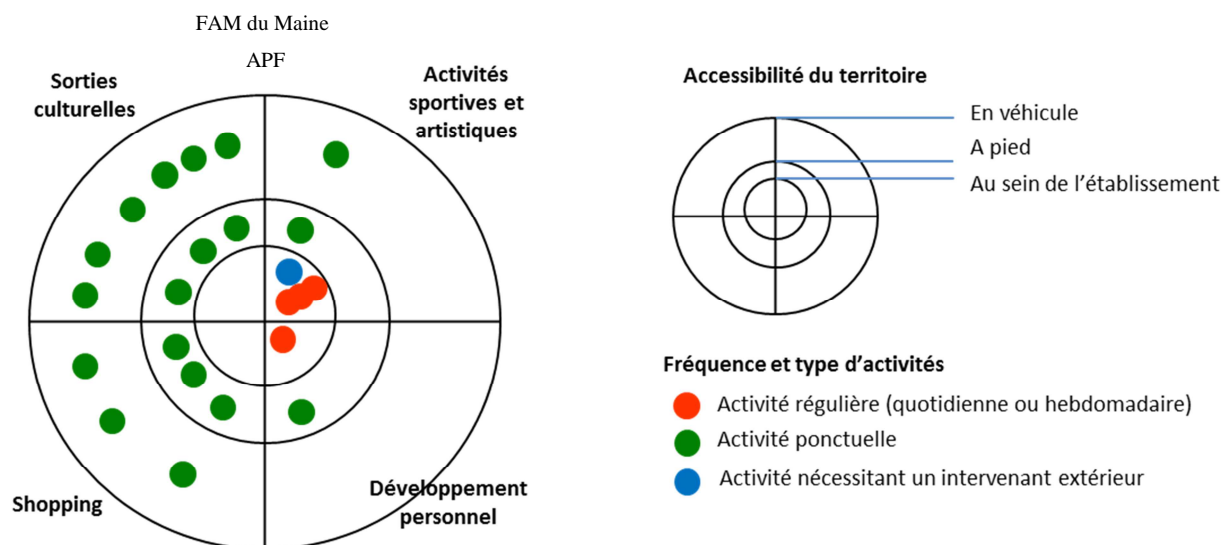 FAM du Maine
APF
Sorties
culturelles
Activités
sportives et
artistiques
Shopping
Développement
personnel
Accessibilité du territoire
En véhicule
A pied
Au sein de l’établissement
Fréquence et type d’activités
Activité régulière (quotidienne ou hebdomadaire)
Activité ponctuelle
Activité nécessitant un intervenant extérieur